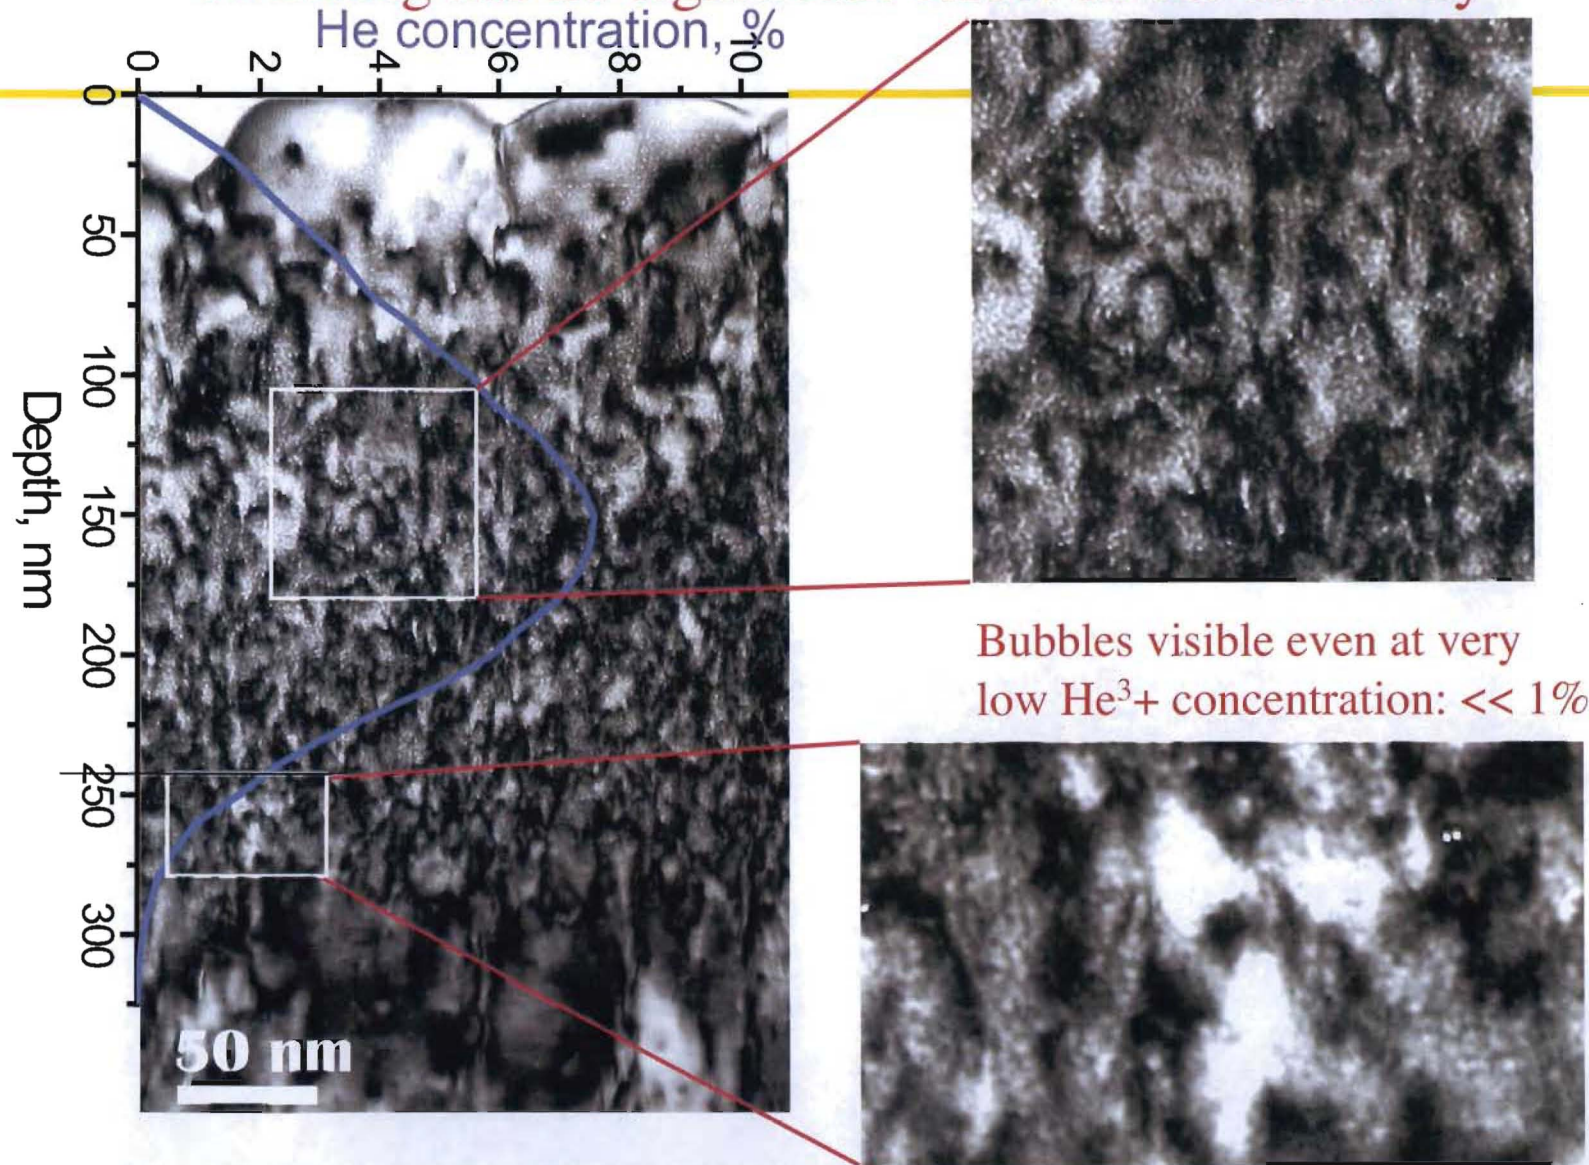 He concentration, %
0 2 4 6 8 10
0
50
100
150
200
250
300
Depth, nm
50 nm
Bubbles visible even at very
low He³+ concentration: << 1%